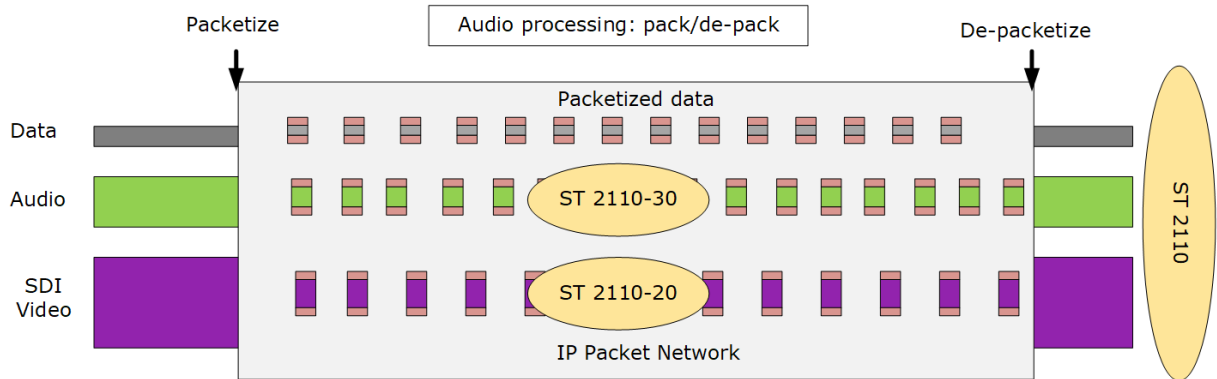 Packetize
Audio processing: pack/de-pack
De-packetize
Packetized data
Data
Audio
ST 2110-30
ST 2110
SDI
Video
ST 2110-20
IP Packet Network